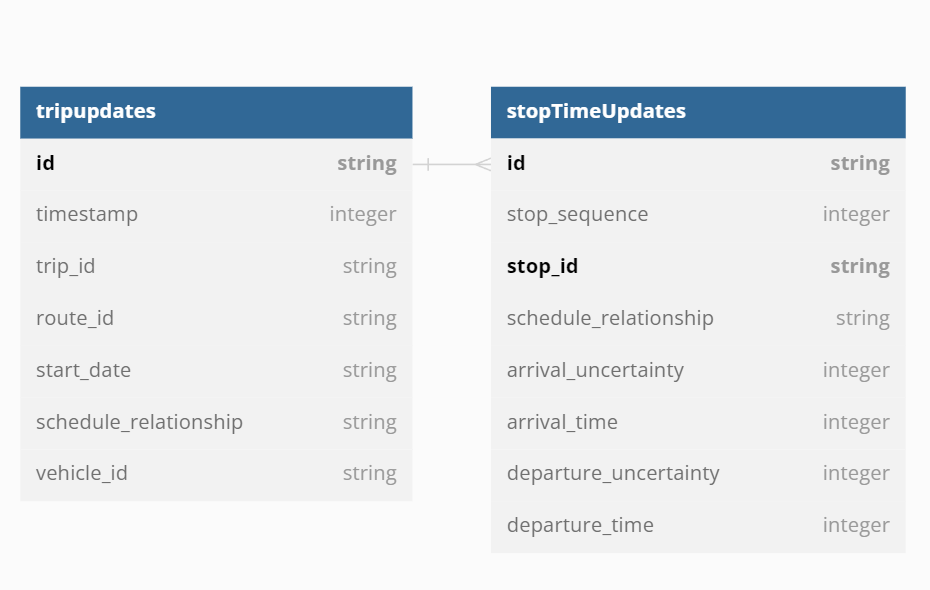 tripupdates
id string
timestamp integer
trip_id string
route_id string
start_date string
schedule_relationship string
vehicle_id string
stopTimeUpdates
id string
stop_sequence integer
stop_id string
schedule_relationship string
arrival_uncertainty integer
arrival_time integer
departure_uncertainty integer
departure_time integer